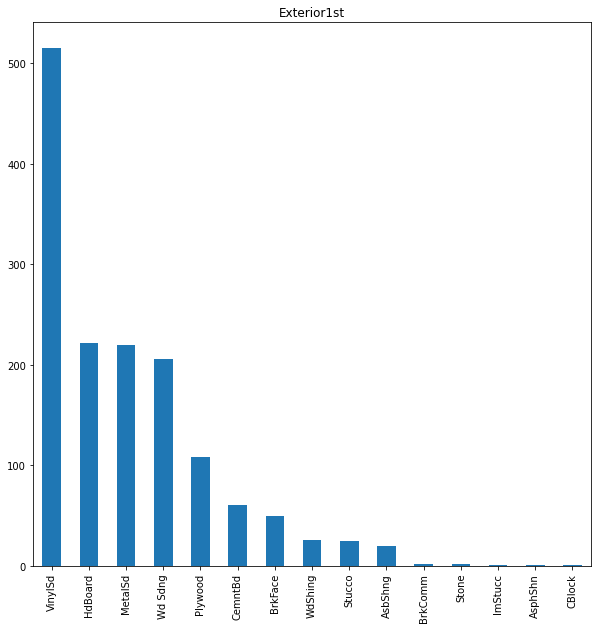 Exterior1st
500
400
300
200
100
0
VinylSd
HdBoard
MetalSd
Wd Sdng
Plywood
CemntBd
BrkFace
WdShing
Stucco
AsbShng
BrkComm
Stone
ImStucc
AsphShn
CBlock